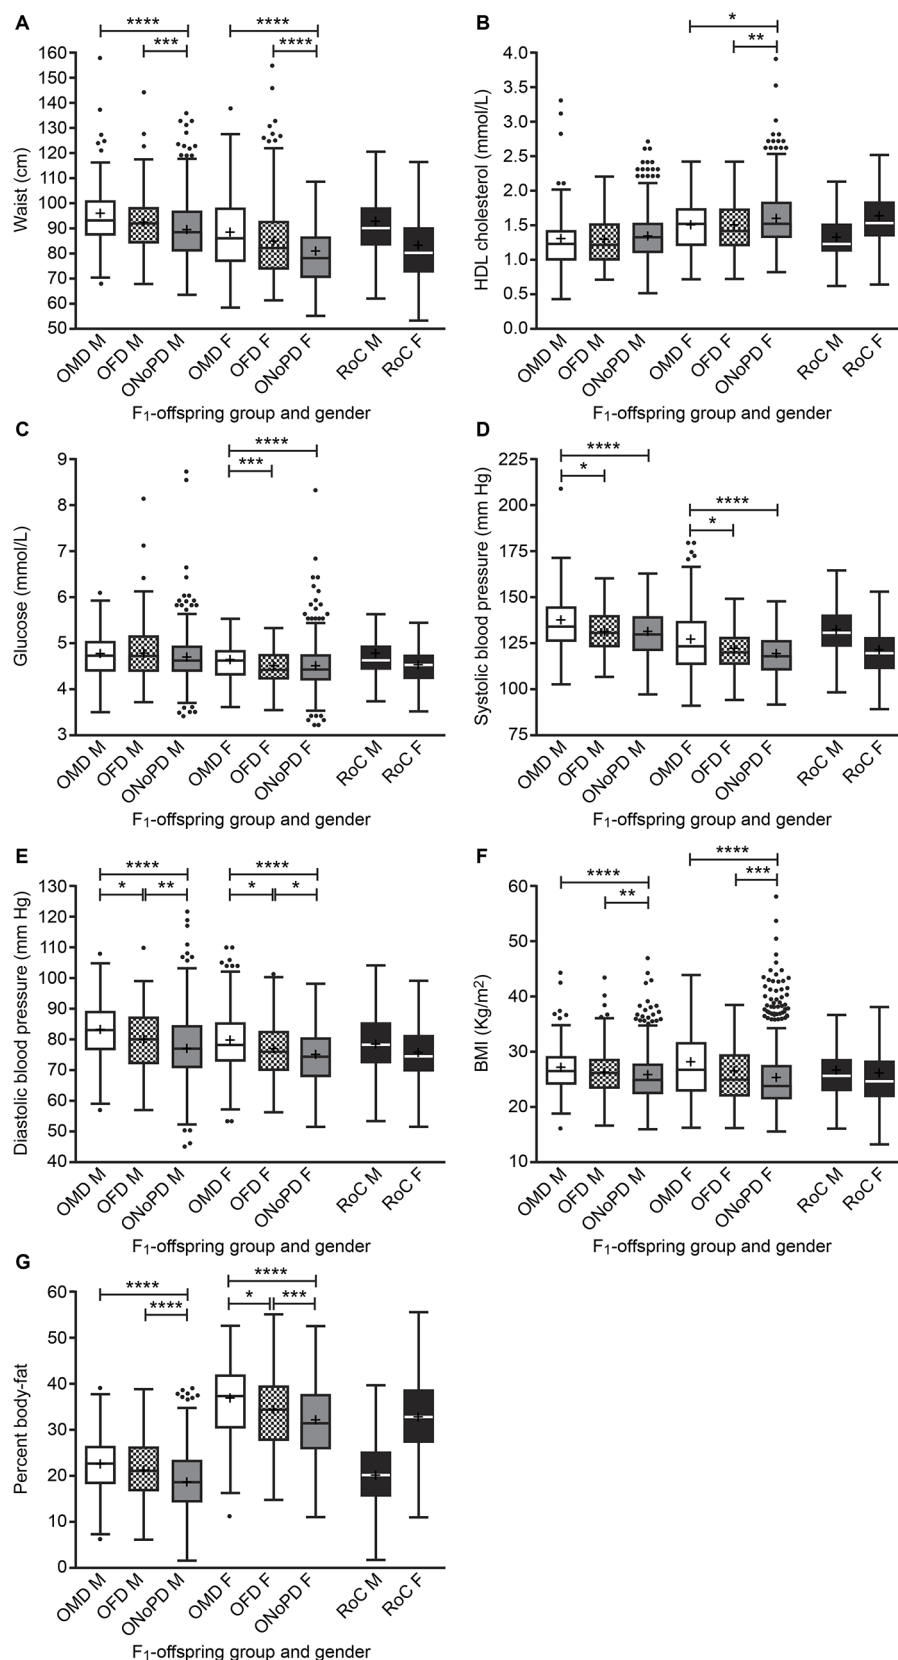 A
**** ****
*** ****
160
150
140
130
120
110
100
90
80
70
60
50
Waist (cm)
OMD M OFD M ONoPD M OMD F OFD F ONoPD F RoC M RoC F
F1-offspring group and gender
B
*
**
4.0
3.5
3.0
2.5
2.0
1.5
1.0
0.5
0.0
HDL cholesterol (mmol/L)
OMD M OFD M ONoPD M OMD F OFD F ONoPD F RoC M RoC F
F1-offspring group and gender
C
****
***
9
8
7
6
5
4
3
Glucose (mmol/L)
OMD M OFD M ONoPD M OMD F OFD F ONoPD F RoC M RoC F
F1-offspring group and gender
D
****
*
****
*
225
200
175
150
125
100
75
Systolic blood pressure (mm Hg)
OMD M OFD M ONoPD M OMD F OFD F ONoPD F RoC M RoC F
F1-offspring group and gender
E
**** ****
* ** * *
130
120
110
100
90
80
70
60
50
40
Diastolic blood pressure (mm Hg)
OMD M OFD M ONoPD M OMD F OFD F ONoPD F RoC M RoC F
F1-offspring group and gender
F
****
***
****
**
60
50
40
30
20
10
BMI (Kg/m2)
OMD M OFD M ONoPD M OMD F OFD F ONoPD F RoC M RoC F
F1-offspring group and gender
G
****
* ***
****
****
60
50
40
30
20
10
0
Percent body-fat
OMD M OFD M ONoPD M OMD F OFD F ONoPD F RoC M RoC F
F1-offspring group and gender